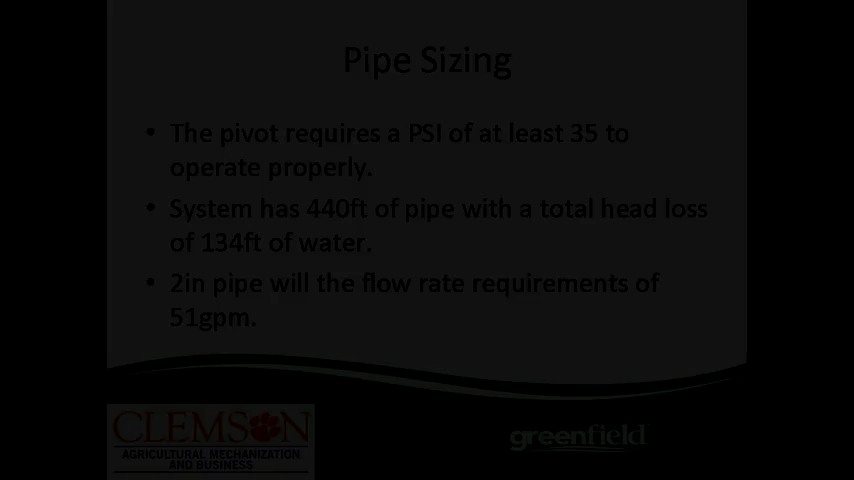 Pipe Sizing
• The pivot requires a PSI of at least 35 to
operate properly.
• System has 440ft of pipe with a total head loss
of 134ft of water.
• 2in pipe will the flow rate requirements of
51gpm.
CLEMSON
AGRICULTURAL MECHANIZATION
AND BUSINESS
greenfield